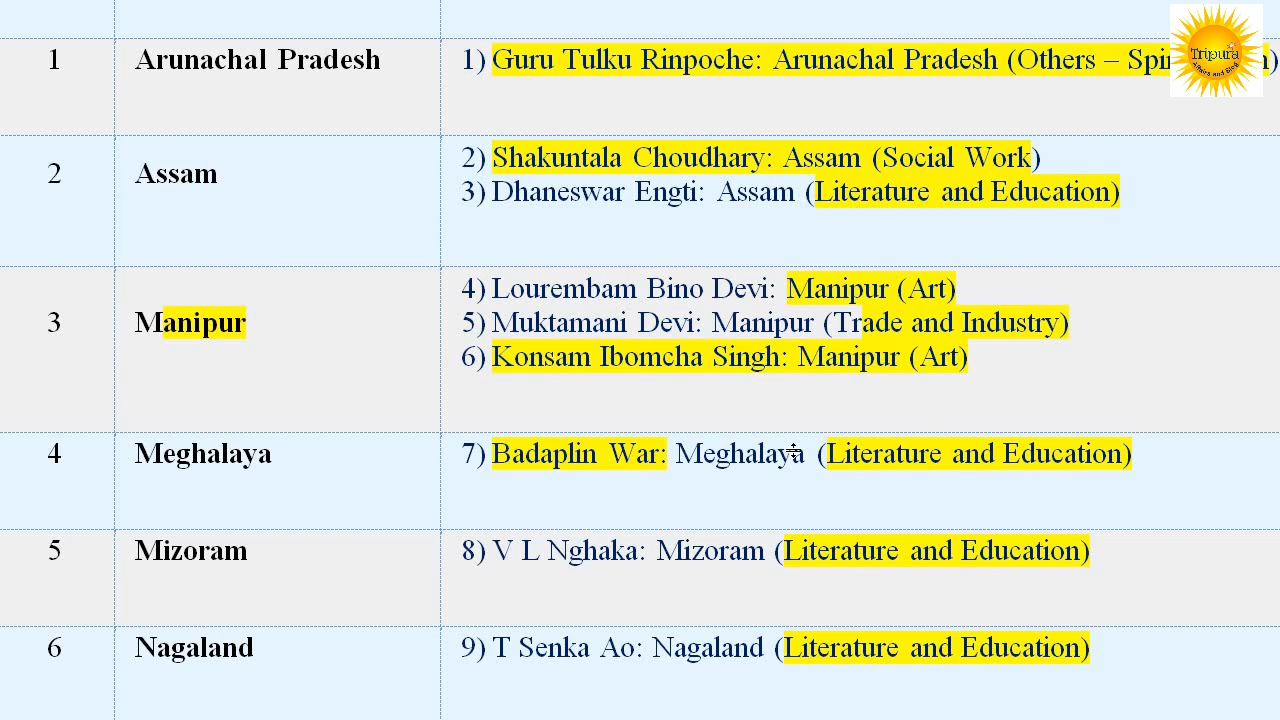 1 Arunachal Pradesh 1) Guru Tulku Rinpoche: Arunachal Pradesh (Others –
Tripura
Affairs and Blog
2) Shakuntala Choudhary: Assam (Social Work)
2 Assam
3) Dhaneswar Engti: Assam (Literature and Education)
4) Lourembam Bino Devi: Manipur (Art)
3 Manipur 5) Muktamani Devi: Manipur (Trade and Industry)
6) Konsam Ibomcha Singh: Manipur (Art)
4 Meghalaya 7) Badaplin War: Meghalaya (Literature and Education)
5 Mizoram 8) V L Nghaka: Mizoram (Literature and Education)
6 Nagaland 9) T Senka Ao: Nagaland (Literature and Education)